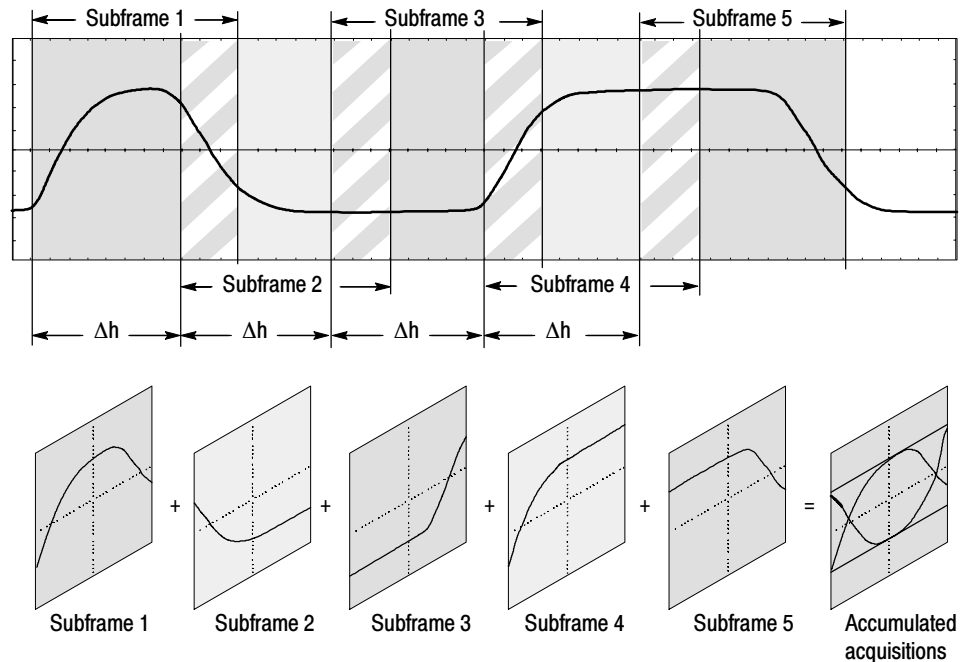 Subframe 1 Subframe 3 Subframe 5
Subframe 2 Subframe 4
Δh Δh Δh Δh
+ + + + =
Subframe 1 Subframe 2 Subframe 3 Subframe 4 Subframe 5 Accumulated
acquisitions